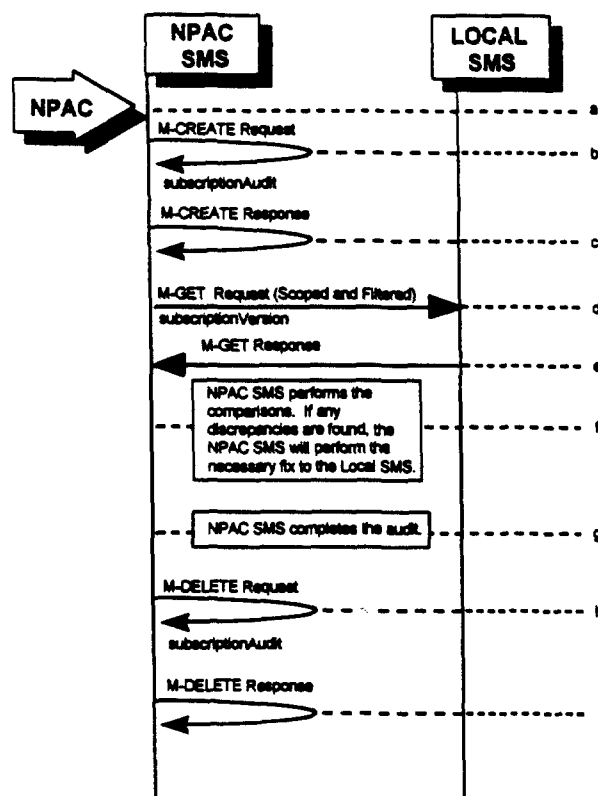 NPAC
SMS
LOCAL
SMS
NPAC
a
M-CREATE Request
b
subscriptionAudit
M-CREATE Response
c
M-GET Request (Scoped and Filtered)
subscriptionVersion
d
M-GET Response
e
NPAC SMS performs the
comparisons. If any
discrepancies are found, the
NPAC SMS will perform the
necessary fix to the Local SMS.
f
NPAC SMS completes the audit.
g
M-DELETE Request
subscriptionAudit
M-DELETE Response